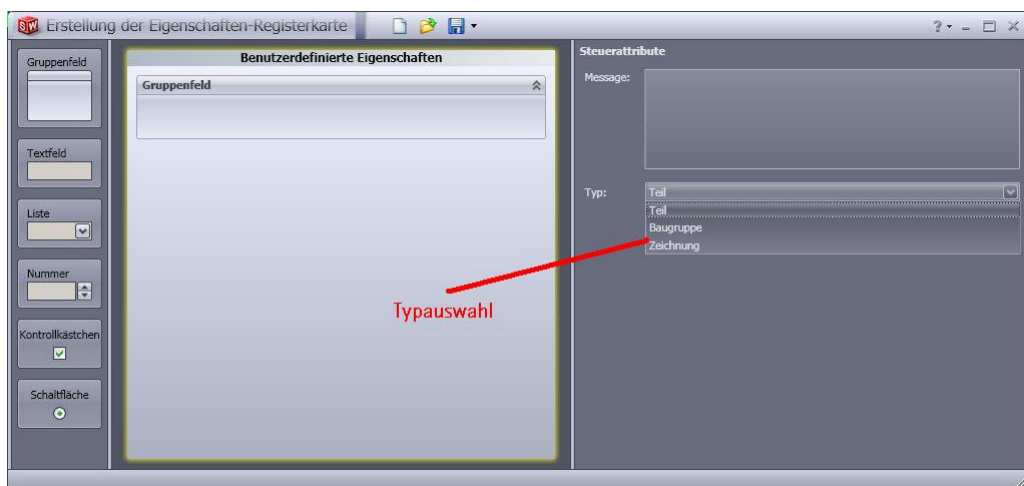 SW Erstellung der Eigenschaften-Registerkarte
?
Gruppenfeld
Textfeld
Liste
Nummer
Kontrollkästchen
Schaltfläche
Benutzerdefinierte Eigenschaften
Gruppenfeld
Steuerattribute
Message:
Typ: Teil
Teil
Baugruppe
Zeichnung
Typauswahl